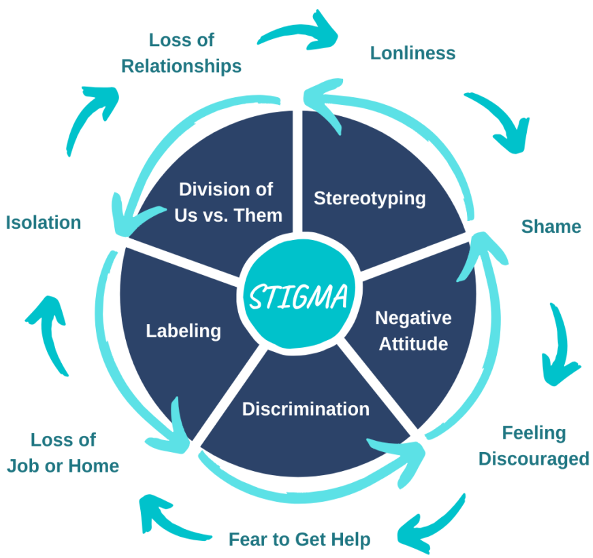 Loss of
Relationships
Lonliness
Division of
Us vs. Them
Stereotyping
Isolation
Shame
STIGMA
Labeling
Negative
Attitude
Discrimination
Loss of
Job or Home
Feeling
Discouraged
Fear to Get Help